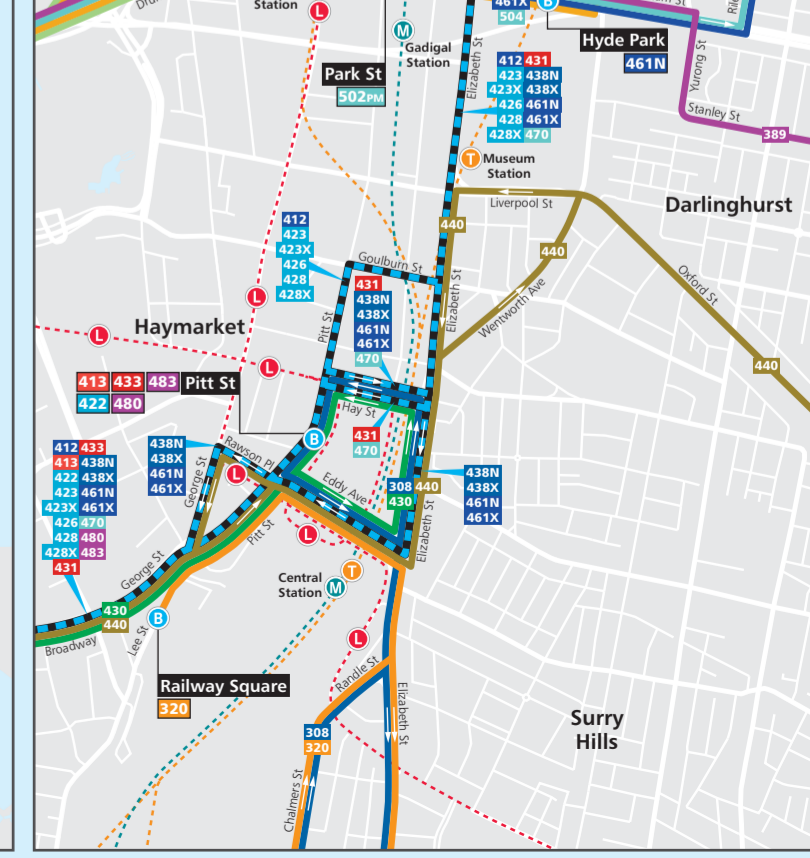 Dru
Station
L
M
Gadigal
Station
461X
504
B
Hyde Park
461N
Park St
502PM
Elizabeth St
412 431
423 438N
423X 438X
426 461N
428 461X
428X 470
Yurong St
Stanley St
389
T
Museum
Station
Liverpool St
Darlinghurst
440
440
412
423
423X
426
428
428X
Goulburn St
431
438N
438X
461N
461X
470
Pitt St
Elizabeth St
Wentworth Ave
Oxford St
440
L
L
Haymarket
L
413 433 483 Pitt St
422 480
Hay St
B
431
470
412 433
413 438N
422 438X
423 461N
423X 461X
426 470
428 480
428X 483
431
438N
438X
461N
461X
Rawson Pl
George St
L
Eddy Ave
308 440
430
438N
438X
461N
461X
Elizabeth St
Pitt St
L
George St
T
Central
Station
M
430
440
Broadway
Lee St
B
L
Railway Square
320
Randle St
Elizabeth St
308
320
Chalmers St
Surry
Hills